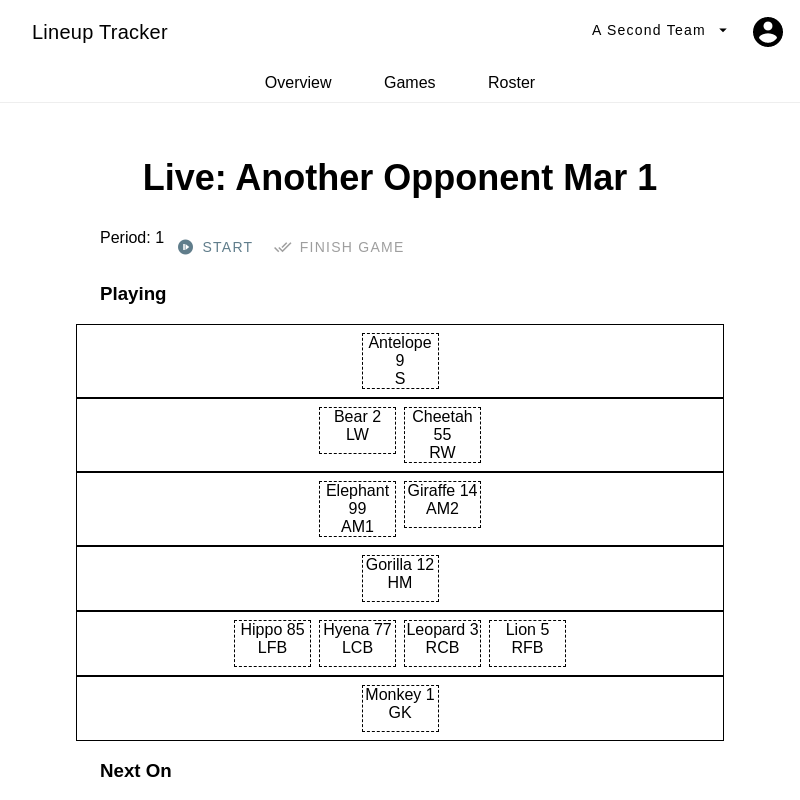 Lineup Tracker
A Second Team
Overview Games Roster
Live: Another Opponent Mar 1
Period: 1 START FINISH GAME
Playing
Antelope
9
S
Bear 2
LW
Cheetah
55
RW
Elephant
99
AM1
Giraffe 14
AM2
Gorilla 12
HM
Hippo 85
LFB
Hyena 77
LCB
Leopard 3
RCB
Lion 5
RFB
Monkey 1
GK
Next On